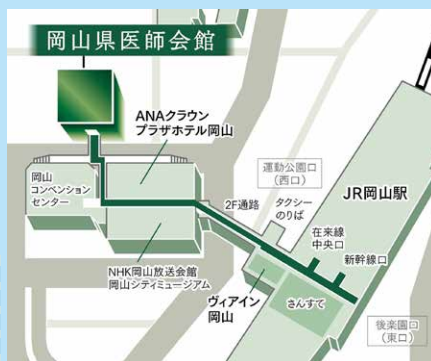 岡山県医師会館
ANAクラウン
プラザホテル岡山
岡山
コンベンション
センター
NHK岡山放送会館
岡山シティミュージアム
2F通路
運動公園口
(西口)
タクシー
のりば
JR岡山駅
在来線
中央口
新幹線口
ヴィアイン
岡山
さんすて
後楽園口
(東口)